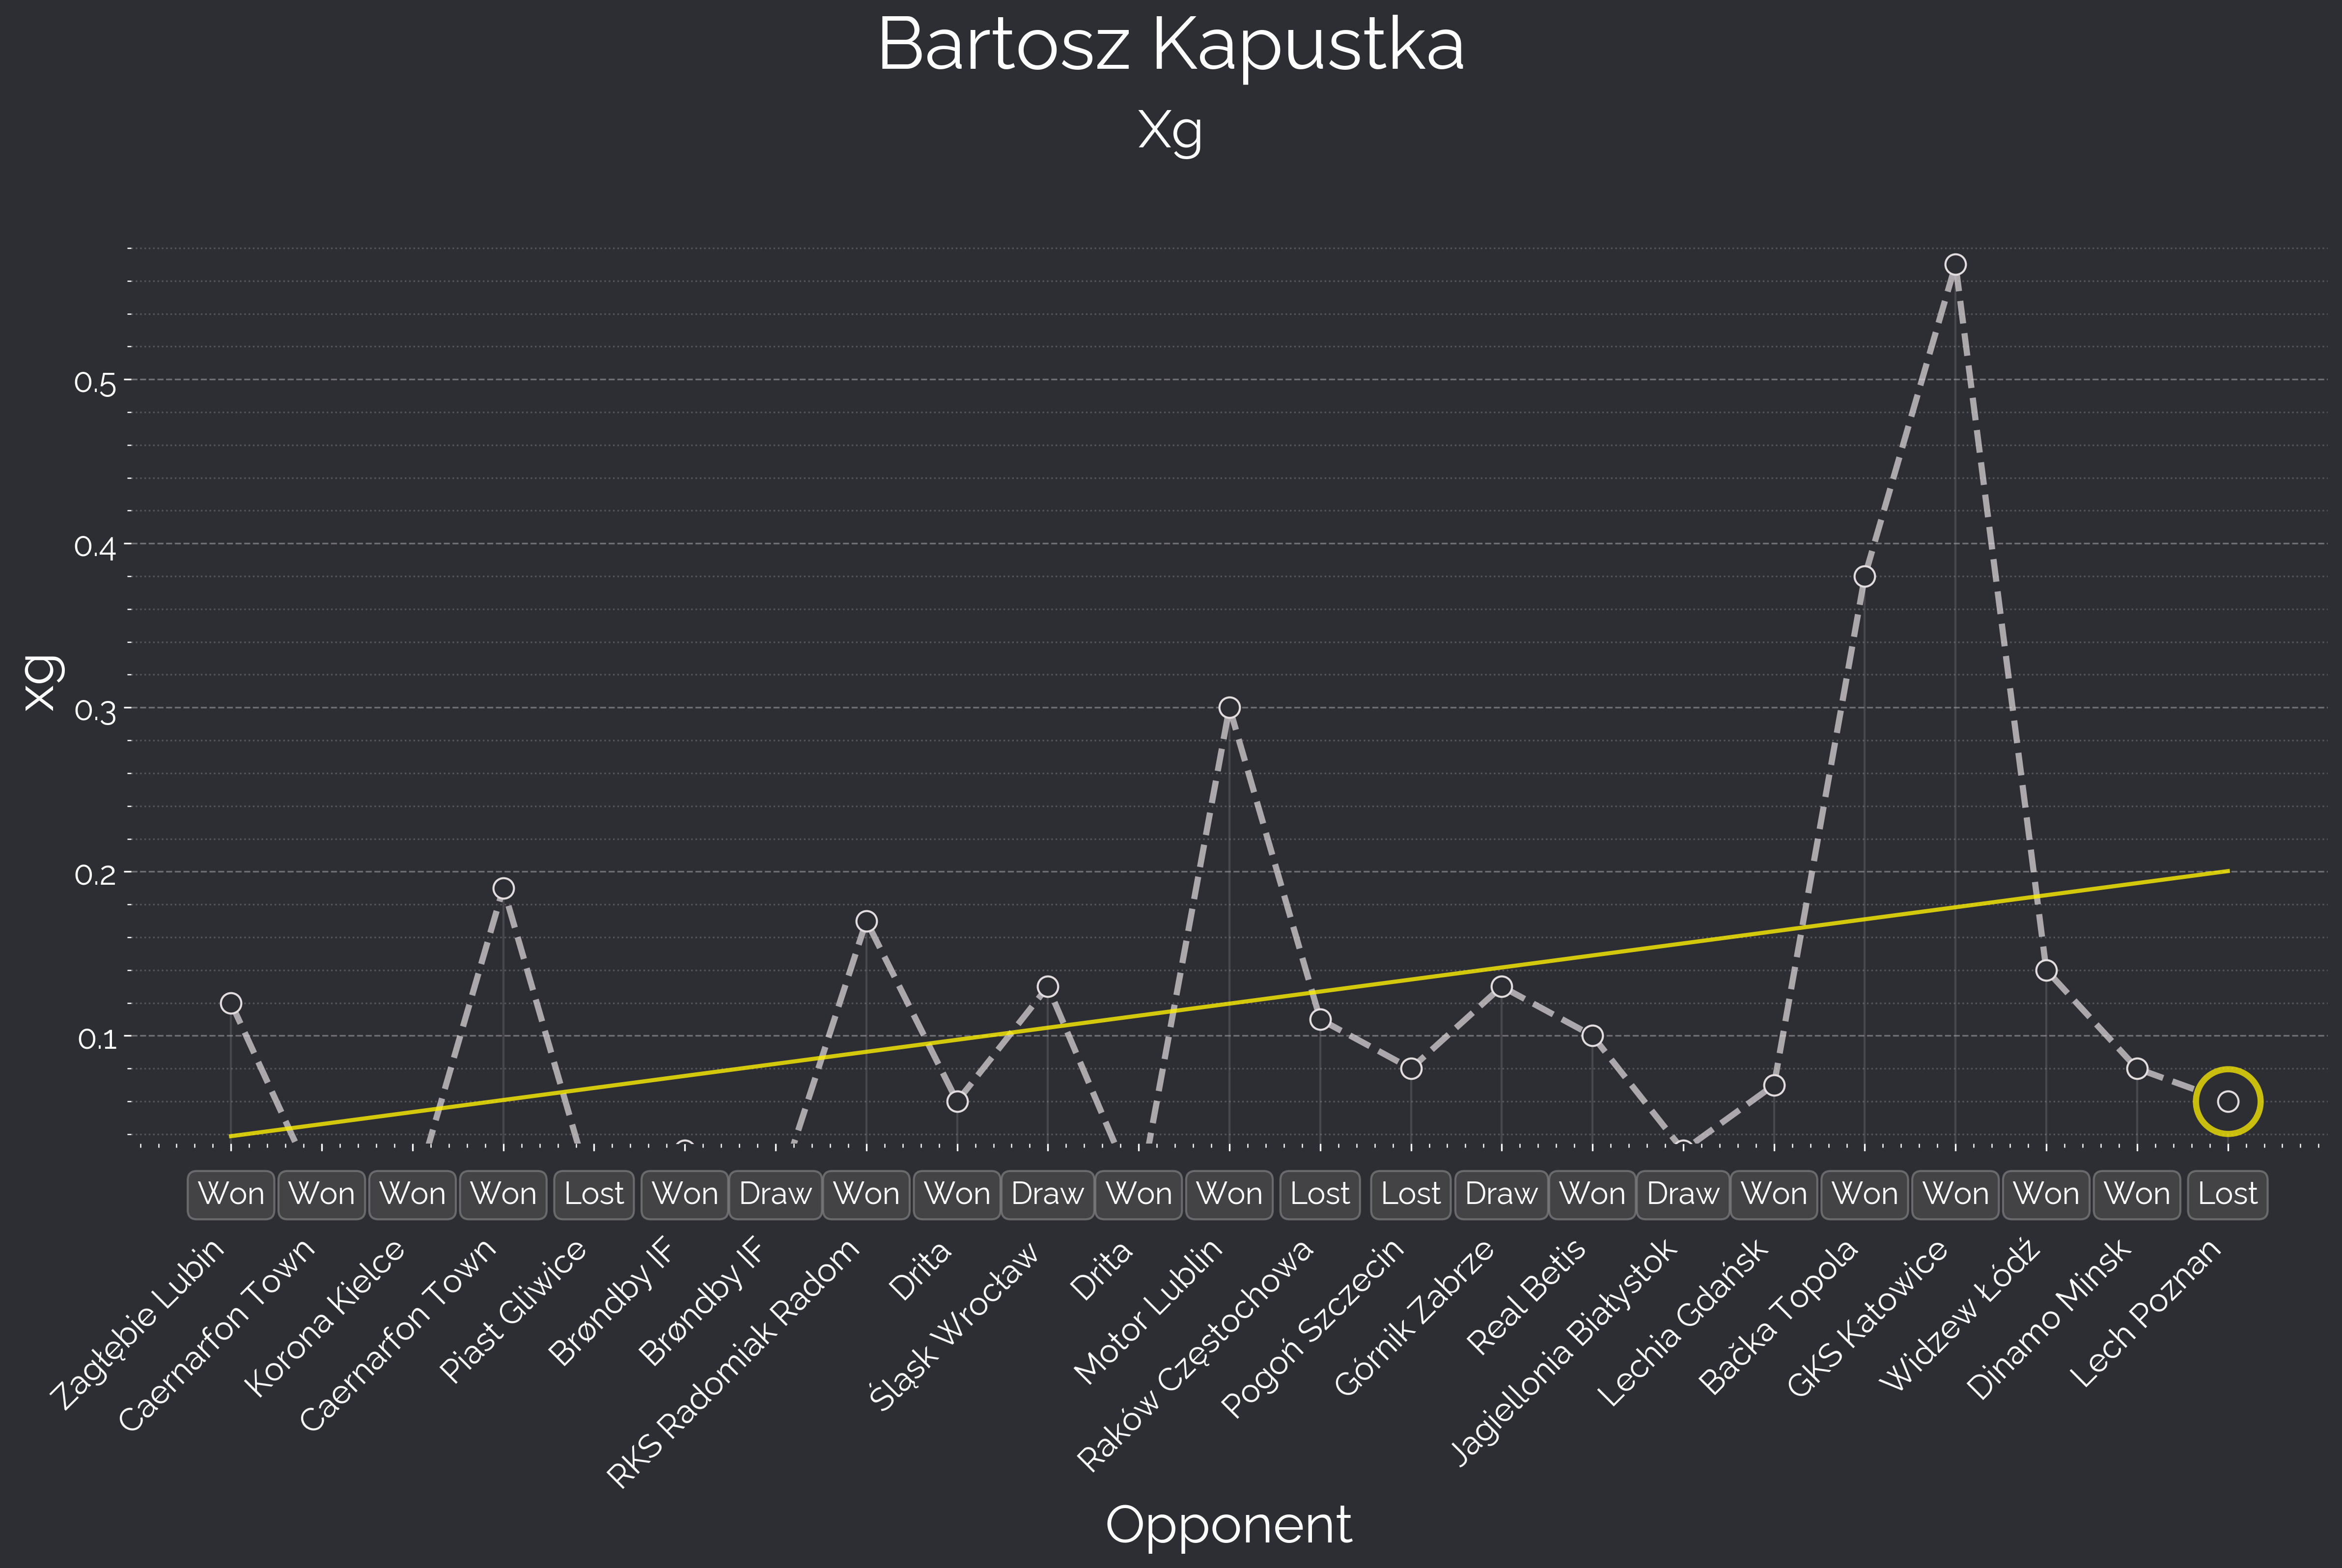 Bartosz Kapustka
Xg
xg
0.5
0.4
0.3
0.2
0.1
Won Won Won Won Lost Won Draw Won Won Draw Won Won Lost Lost Draw Won Draw Won Won Won Won Won Lost
Zagłębie Lubin
Caernarfon Town
Korona Kielce
Caernarfon Town
Piast Gliwice
Brøndby IF
Brøndby IF
RKS Radomiak Radom
Drita
Śląsk Wrocław
Drita
Motor Lublin
Raków Częstochowa
Pogoń Szczecin
Górnik Zabrze
Real Betis
Jagiellonia Białystok
Lechia Gdańsk
Bačka Topola
GKS Katowice
Widzew Łódź
Dinamo Minsk
Lech Poznan
Opponent